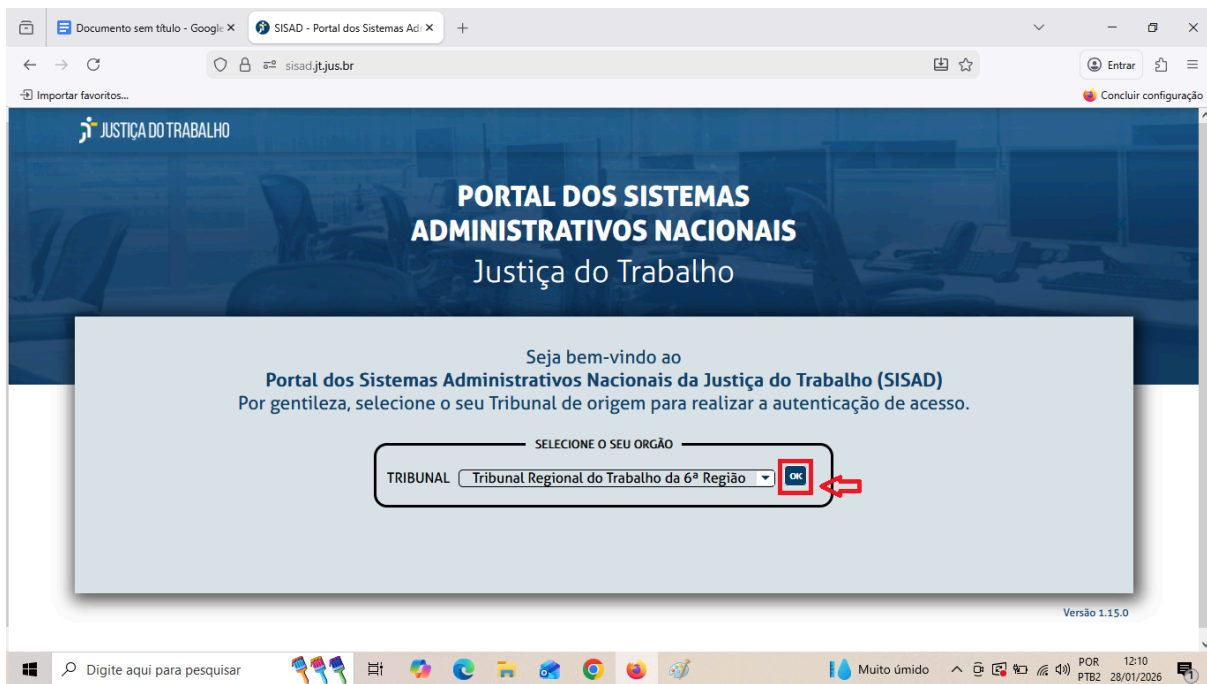 Documento sem título - Google
SISAD - Portal dos Sistemas Adr
sisad.jt.jus.br
Entrar
Importar favoritos...
Concluir configuração
JUSTIÇA DO TRABALHO
PORTAL DOS SISTEMAS
ADMINISTRATIVOS NACIONAIS
Justiça do Trabalho
Seja bem-vindo ao
Portal dos Sistemas Administrativos Nacionais da Justiça do Trabalho (SISAD)
Por gentileza, selecione o seu Tribunal de origem para realizar a autenticação de acesso.
SELECIONE O SEU ORGÃO
TRIBUNAL Tribunal Regional do Trabalho da 6ª Região OK
Versão 1.15.0
Digite aqui para pesquisar
Muito úmido
POR 12:10
PTB2 28/01/2026
1